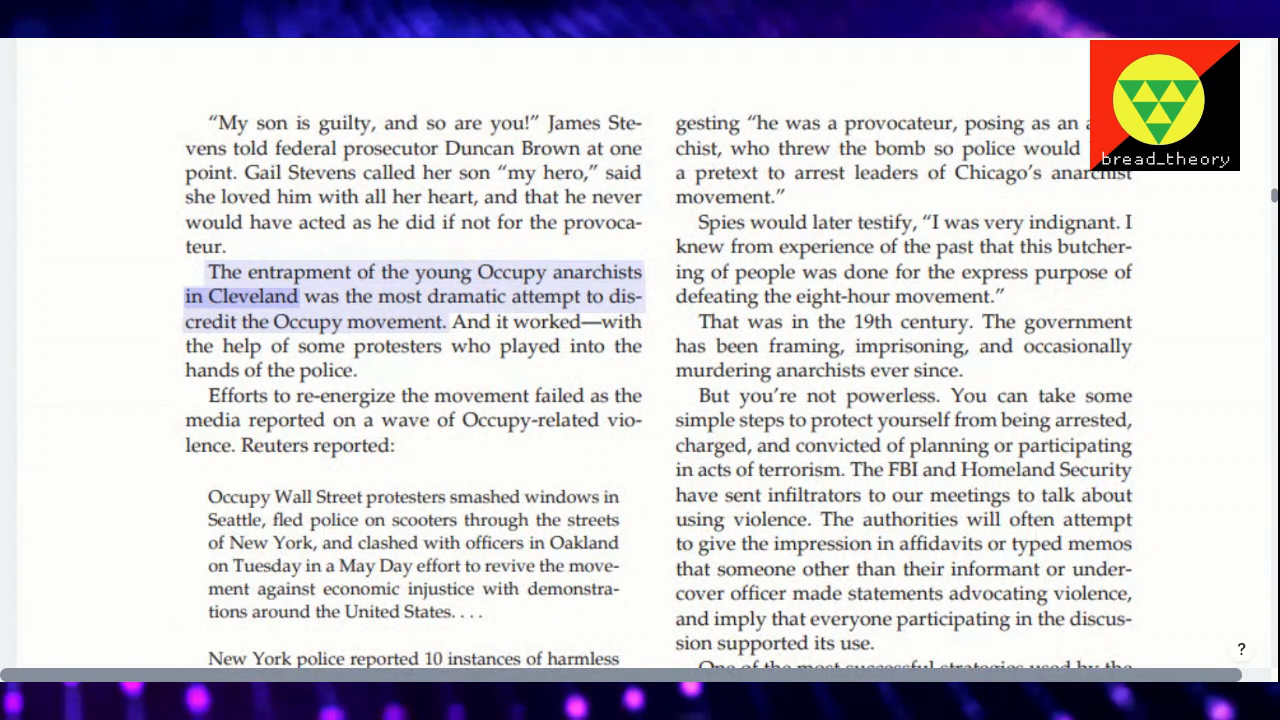 “My son is guilty, and so are you!” James Ste-
vens told federal prosecutor Duncan Brown at one
point. Gail Stevens called her son “my hero,” said
she loved him with all her heart, and that he never
would have acted as he did if not for the provoca-
teur.
The entrapment of the young Occupy anarchists
in Cleveland was the most dramatic attempt to dis-
credit the Occupy movement. And it worked—with
the help of some protesters who played into the
hands of the police.
Efforts to re-energize the movement failed as the
media reported on a wave of Occupy-related vio-
lence. Reuters reported:
Occupy Wall Street protesters smashed windows in
Seattle, fled police on scooters through the streets
of New York, and clashed with officers in Oakland
on Tuesday in a May Day effort to revive the move-
ment against economic injustice with demonstra-
tions around the United States. . . .
New York police reported 10 instances of harmless
gesting “he was a provocateur, posing as an
chist, who threw the bomb so police would
a pretext to arrest leaders of Chicago’s anarchist
movement.”
Spies would later testify, “I was very indignant. I
knew from experience of the past that this butcher-
ing of people was done for the express purpose of
defeating the eight-hour movement.”
That was in the 19th century. The government
has been framing, imprisoning, and occasionally
murdering anarchists ever since.
But you’re not powerless. You can take some
simple steps to protect yourself from being arrested,
charged, and convicted of planning or participating
in acts of terrorism. The FBI and Homeland Security
have sent infiltrators to our meetings to talk about
using violence. The authorities will often attempt
to give the impression in affidavits or typed memos
that someone other than their informant or under-
cover officer made statements advocating violence,
and imply that everyone participating in the discus-
sion supported its use.
One of the most successful strategies used by the
bread_theory
?